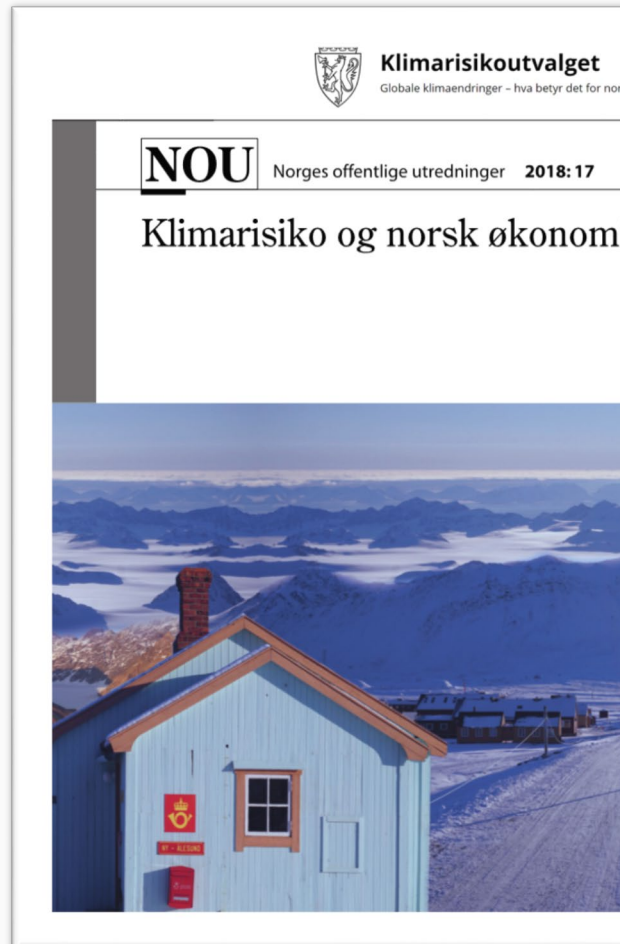 Klimarisikoutvalget
Globale klimaendringer – hva betyr det for nor
NOU
Norges offentlige utredninger 2018: 17
Klimarisiko og norsk økonomi
NY - ÅLESUND